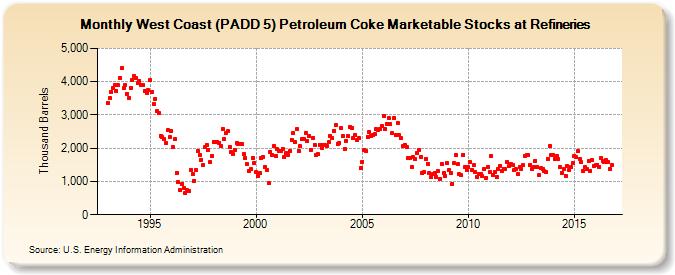 Monthly West Coast (PADD 5) Petroleum Coke Marketable Stocks at Refineries
Thousand Barrels
5,000
4,000
3,000
2,000
1,000
0
1995 2000 2005 2010 2015
Source: U.S. Energy Information Administration